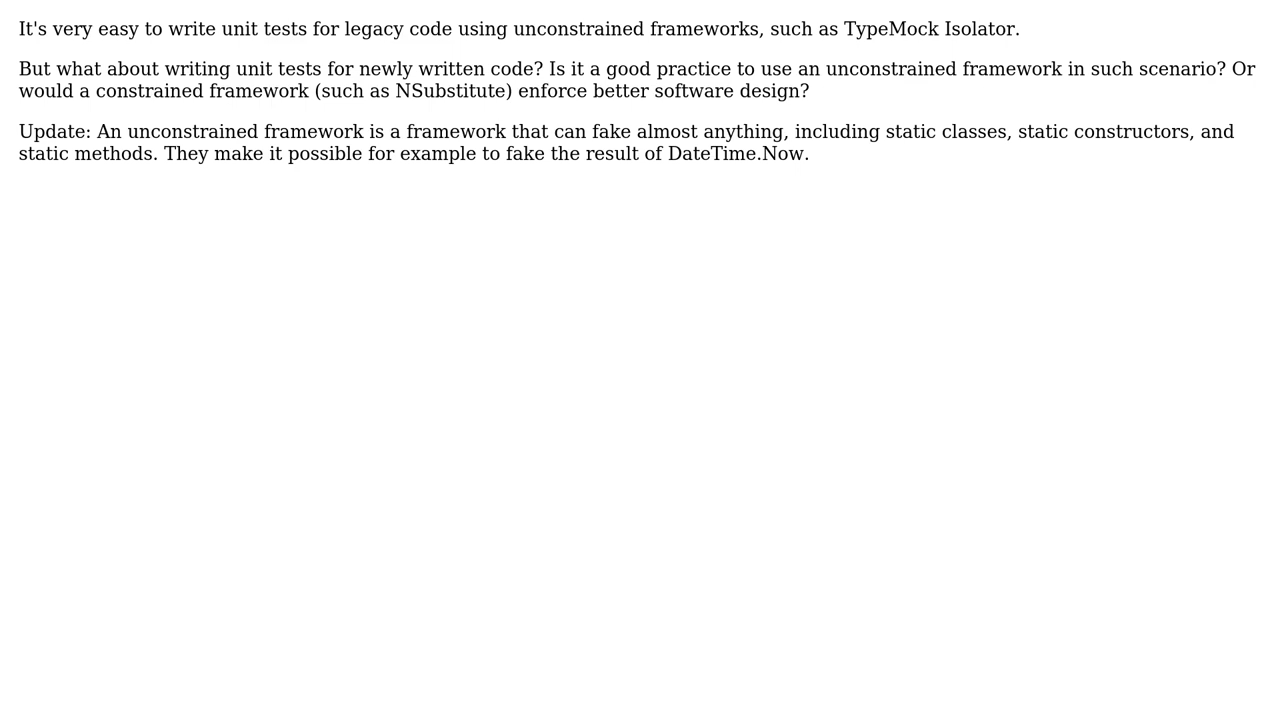 It's very easy to write unit tests for legacy code using unconstrained frameworks, such as TypeMock Isolator.
But what about writing unit tests for newly written code? Is it a good practice to use an unconstrained framework in such scenario? Or
would a constrained framework (such as NSubstitute) enforce better software design?
Update: An unconstrained framework is a framework that can fake almost anything, including static classes, static constructors, and
static methods. They make it possible for example to fake the result of DateTime.Now.